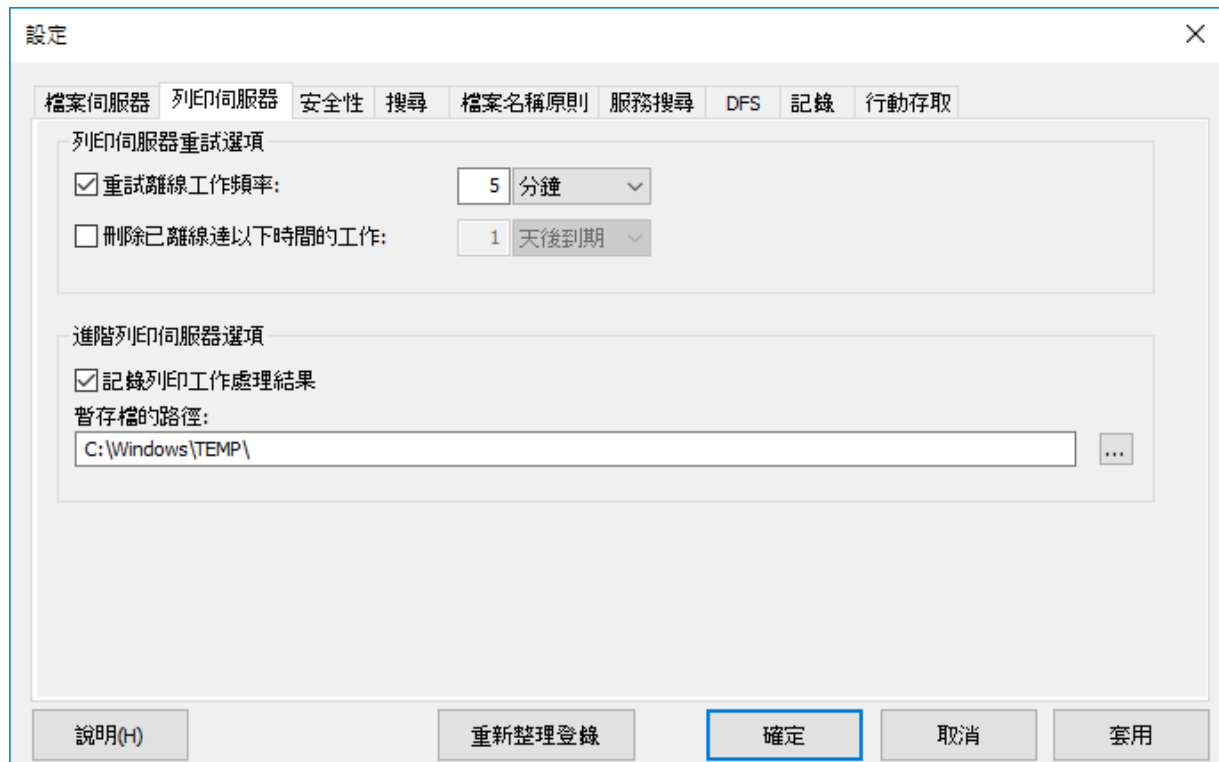 設定
檔案伺服器 列印伺服器 安全性 搜尋 檔案名稱原則 服務搜尋 DFS 記錄 行動存取
列印伺服器重試選項
重試離線工作頻率: 5 分鐘
刪除已離線達以下時間的工作: 1 天後到期
進階列印伺服器選項
記錄列印工作處理結果
暫存檔的路徑:
C:\Windows\TEMP\ ...
說明(H) 重新整理登錄 確定 取消 套用